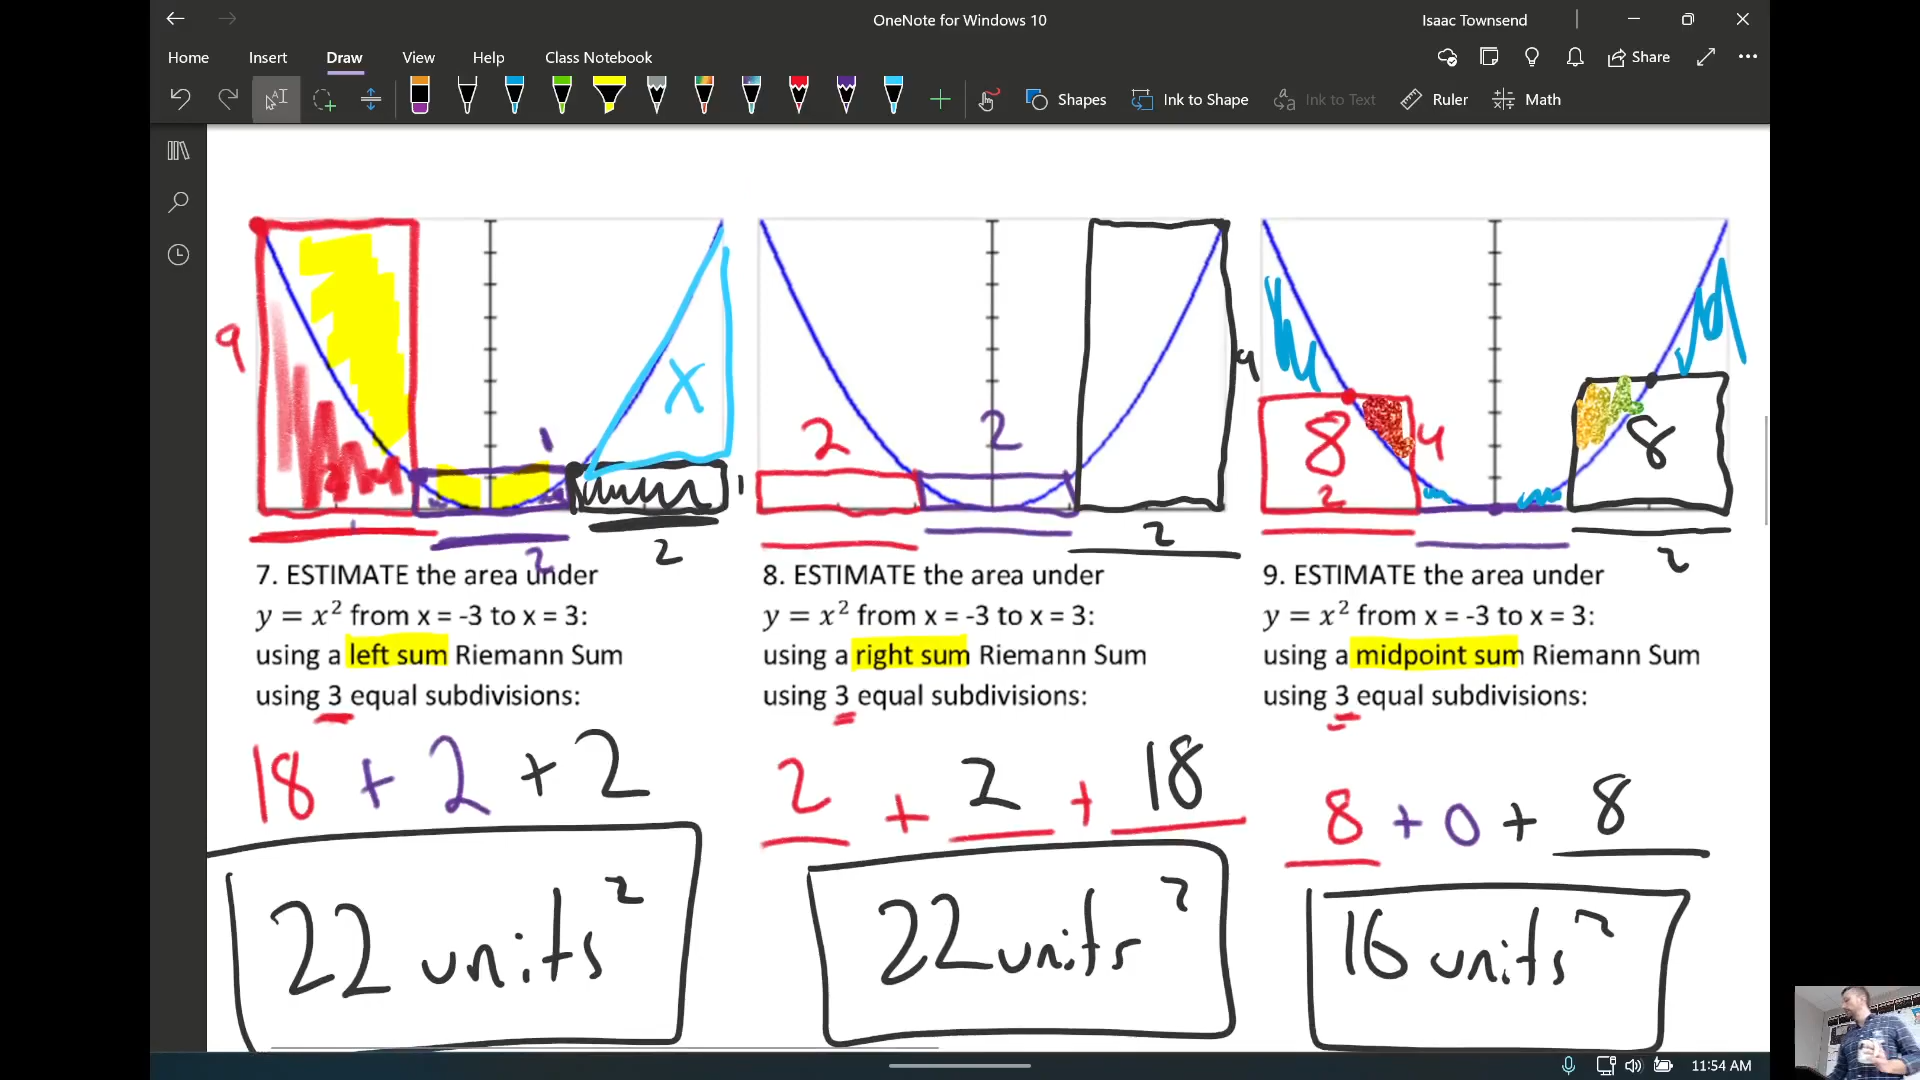 OneNote for Windows 10
Isaac Townsend
Home Insert Draw View Help Class Notebook
Share
Shapes Ink to Shape Ink to Text Ruler Math
9
1
x
1
2
2
2
2
9
2
8
2
4
8
2
7. ESTIMATE the area under
y = x² from x = -3 to x = 3:
using a left sum Riemann Sum
using 3 equal subdivisions:
18 + 2 + 2
22 units²
8. ESTIMATE the area under
y = x² from x = -3 to x = 3:
using a right sum Riemann Sum
using 3 equal subdivisions:
2 + 2 + 18
22 units²
9. ESTIMATE the area under
y = x² from x = -3 to x = 3:
using a midpoint sum Riemann Sum
using 3 equal subdivisions:
8 + 0 + 8
16 units²
11:54 AM